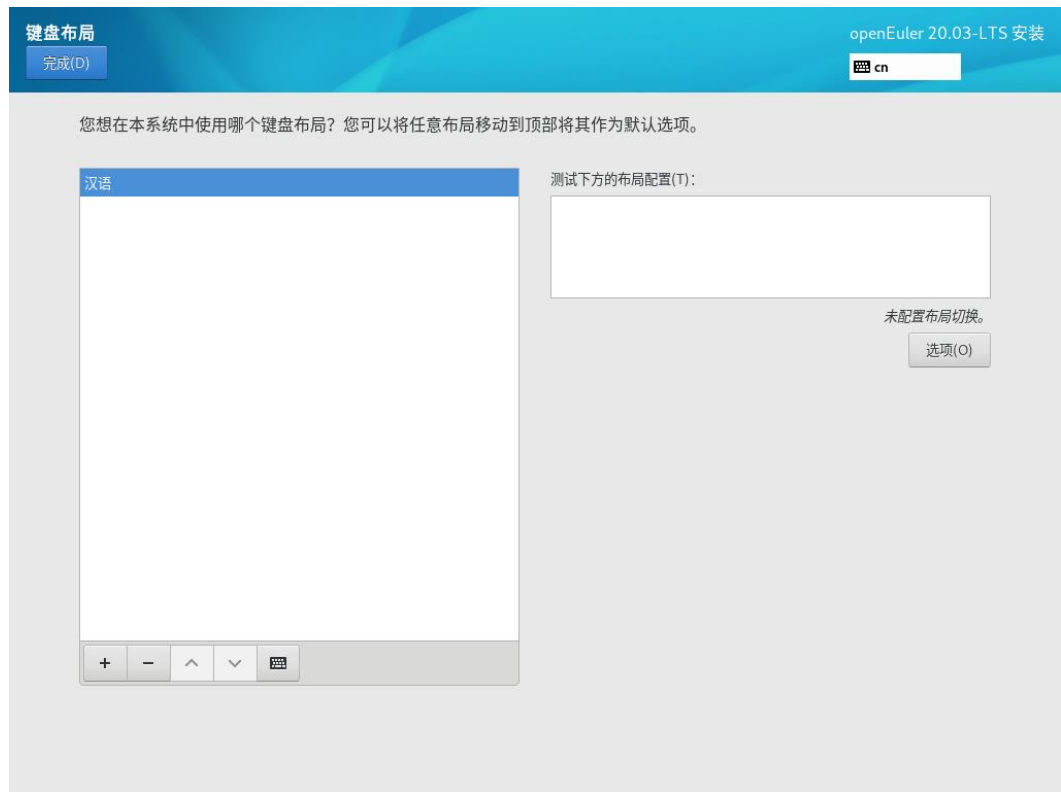 键盘布局
openEuler 20.03-LTS 安装
完成(D)
cn
您想在本系统中使用哪个键盘布局？您可以将任意布局移动到顶部将其作为默认选项。
汉语
测试下方的布局配置(T)：
未配置布局切换。
选项(O)